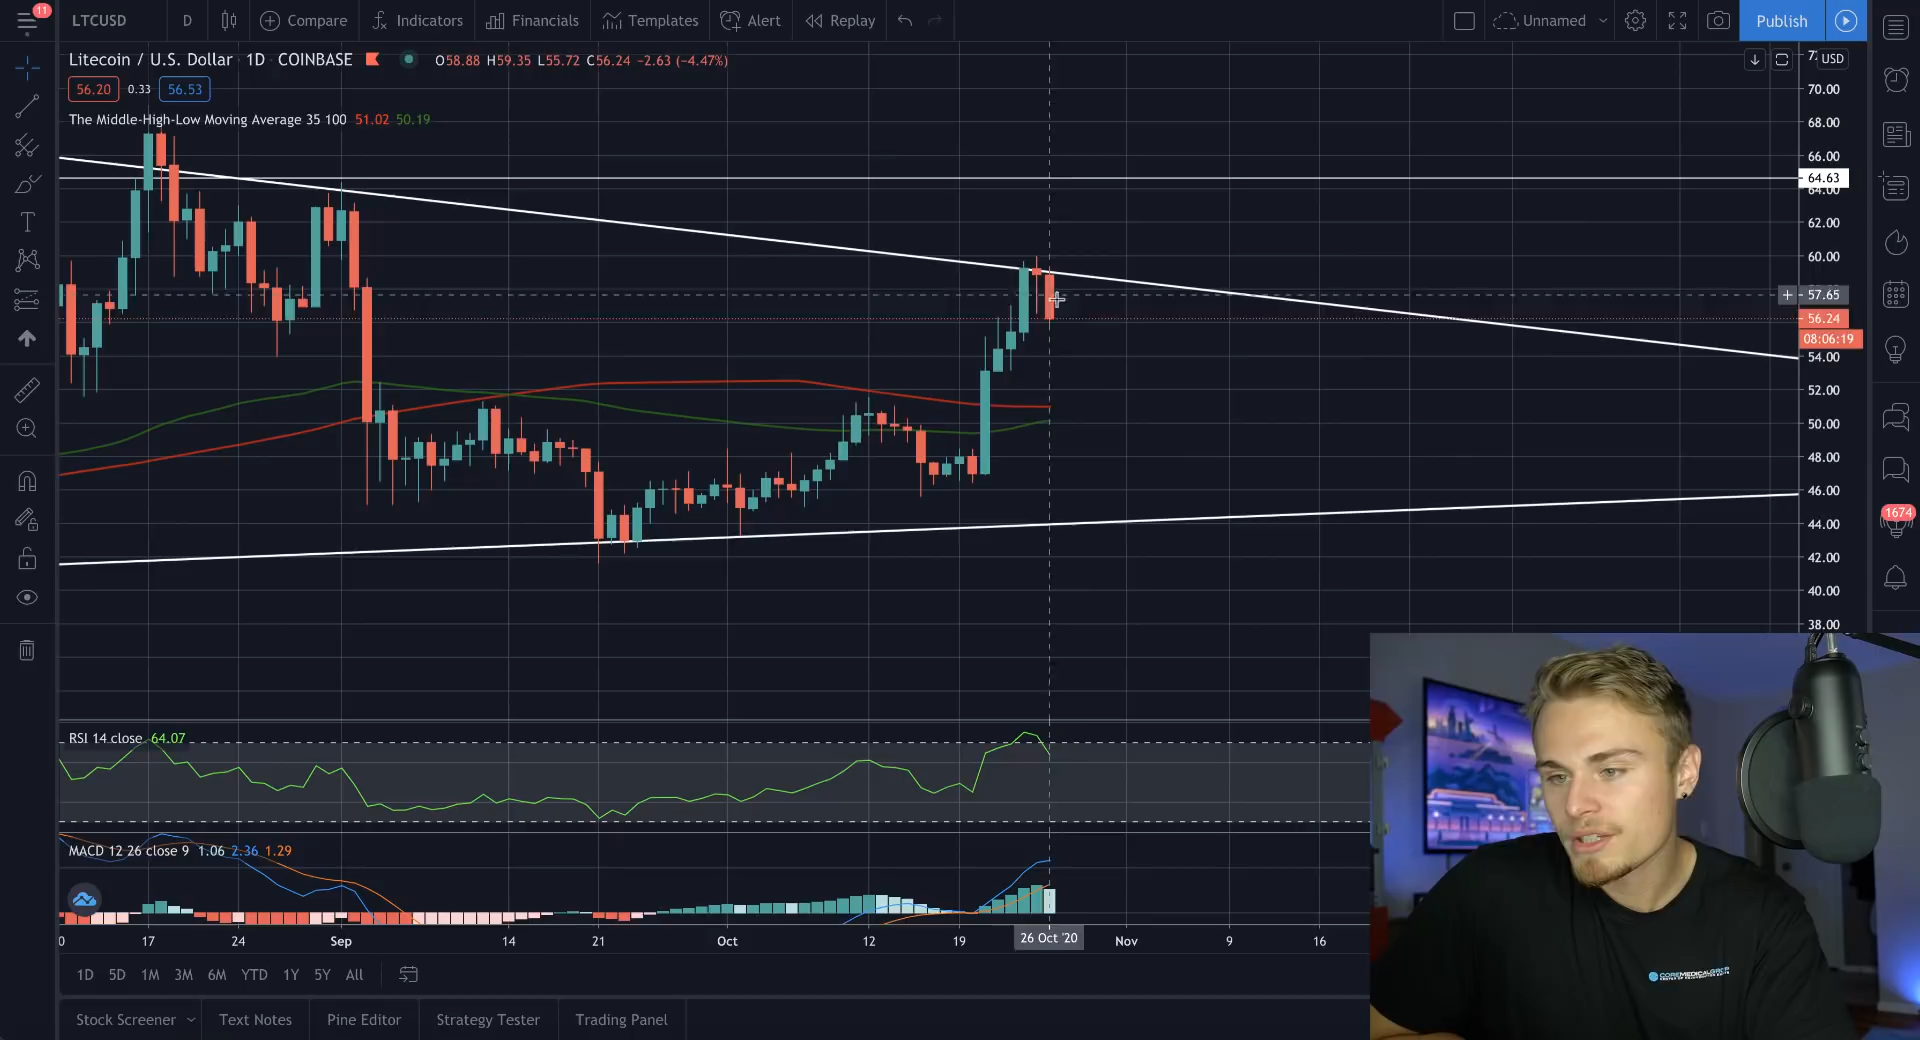 11
LTCUSD D Compare Indicators Financials Templates Alert Replay Unnamed Publish
Litecoin / U.S. Dollar 1D COINBASE O58.88 H59.35 L55.72 C56.24 −2.63 (−4.47%)
USD
56.20 0.33 56.53
70.00
The Middle-High-Low Moving Average 35 100 51.02 50.19
68.00
66.00
64.63
64.00
62.00
60.00
57.65
56.24
08:06:19
54.00
52.00
50.00
48.00
46.00
44.00
42.00
40.00
38.00
1674
RSI 14 close 64.07
MACD 12 26 close 9 1.06 2.36 1.29
17 24 Sep 14 21 Oct 12 19 26 Oct '20 Nov 9 16
1D 5D 1M 3M 6M YTD 1Y 5Y All
Stock Screener Text Notes Pine Editor Strategy Tester Trading Panel
COREMEDICALGROUP